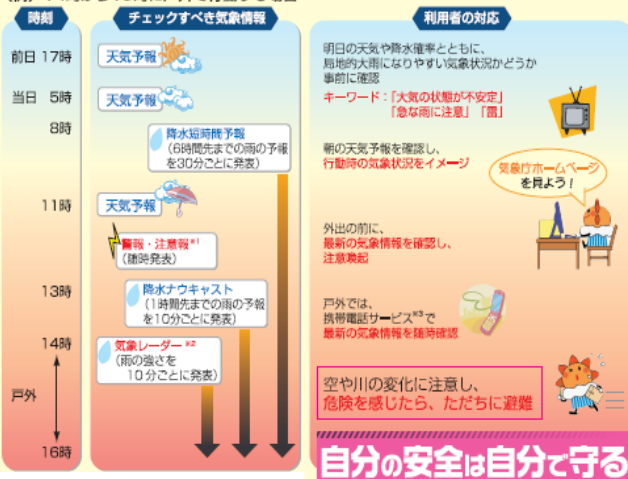 時刻
チェックすべき気象情報
利用者の対応
前日 17時
天気予報
明日の天気や降水確率とともに、
局地的大雨になりやすい気象状況かどうか
事前に確認
キーワード：「大気の状態が不安定」
「急な雨に注意」「雷」
当日 5時
天気予報
8時
降水短時間予報
（6時間先までの雨の予報
を30分ごとに発表）
朝の天気予報を確認し、
行動時の気象状況をイメージ
気象庁ホームページ
を見よう！
11時
天気予報
警報・注意報※1
（随時発表）
外出の前に、
最新の気象情報を確認し、
注意喚起
13時
降水ナウキャスト
（1時間先までの雨の予報
を10分ごとに発表）
戸外では、
携帯電話サービス※3で
最新の気象情報を随時確認
14時
気象レーダー※2
（雨の強さを
10分ごとに発表）
戸外
空や川の変化に注意し、
危険を感じたら、ただちに避難
16時
自分の安全は自分で守る